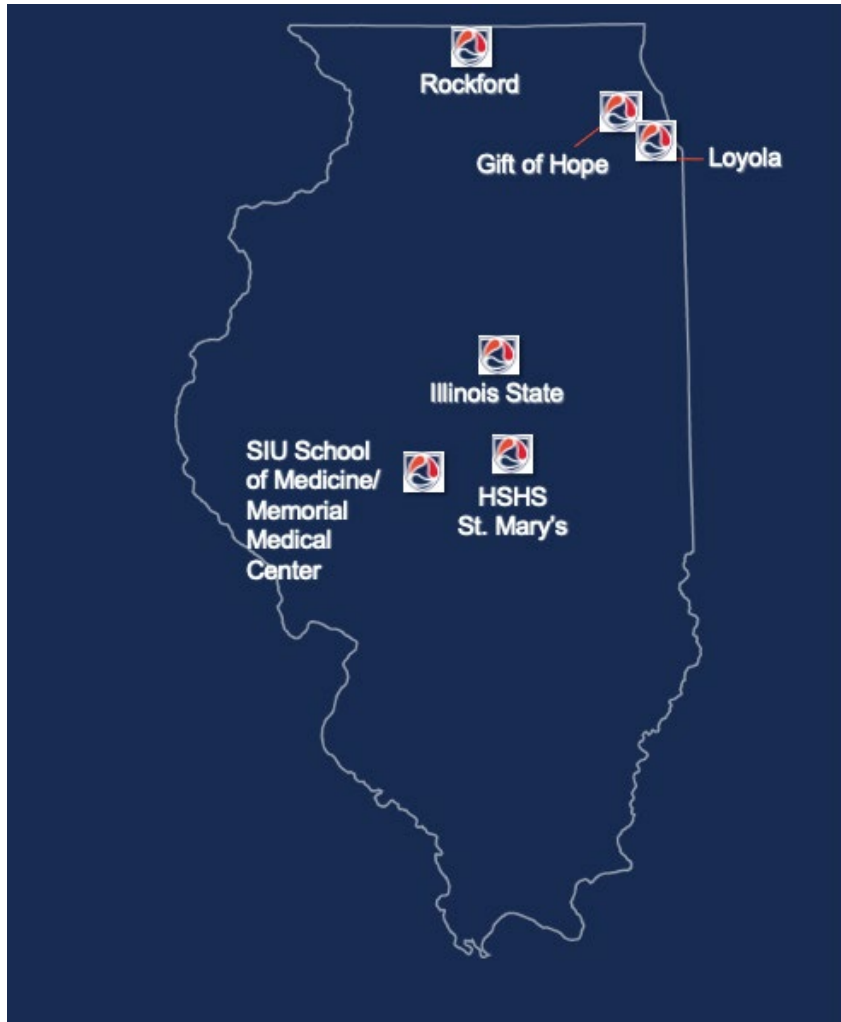 Rockford
Gift of Hope
Loyola
Illinois State
SIU School
of Medicine/
Memorial
Medical
Center
HSHS
St. Mary's